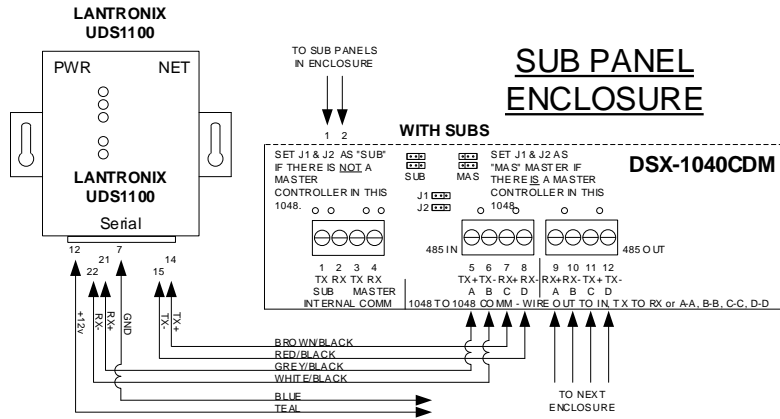 LANTRONIX
UDS1100
PWR NET
LANTRONIX
UDS1100
Serial
12 7
21 14
22 15
+12v
RX-
RX+
GND
TX-
TX+
TO SUB PANELS
IN ENCLOSURE
1 2
SUB PANEL
ENCLOSURE
WITH SUBS
DSX-1040CDM
SET J1 & J2 AS "SUB"
IF THERE IS NOT A
MASTER
CONTROLLER IN THIS
1048.
SUB MAS
J1
J2
SET J1 & J2 AS
"MAS" MASTER IF
THERE IS A MASTER
CONTROLLER IN THIS
1048.
485 IN 485 OUT
1 2 3 4
TX RX TX RX
SUB MASTER
INTERNAL COMM
5 6 7 8 9 10 11 12
TX+ TX- RX+ RX- RX+ RX- TX+ TX-
A B C D A B C D
1048 TO 1048 COMM - WIRE OUT TO IN, TX TO RX or A-A, B-B, C-C, D-D
BROWN/BLACK
RED/BLACK
GREY/BLACK
WHITE/BLACK
BLUE
TEAL
TO NEXT
ENCLOSURE